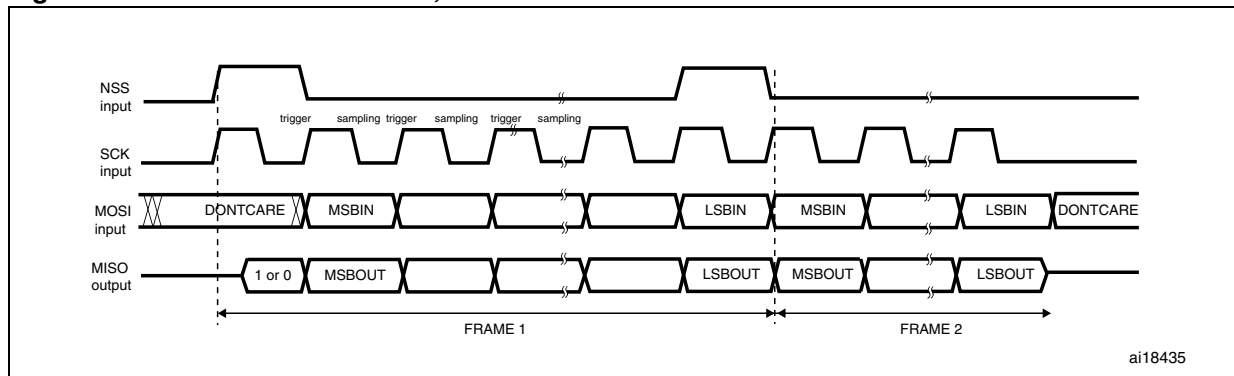 NSS
input
trigger sampling trigger sampling trigger sampling
SCK
input
MOSI
input
DONTCARE MSBIN LSBIN MSBIN LSBIN DONTCARE
MISO
output
1 or 0 MSBOUT LSBOUT MSBOUT LSBOUT
FRAME 1 FRAME 2
ai18435